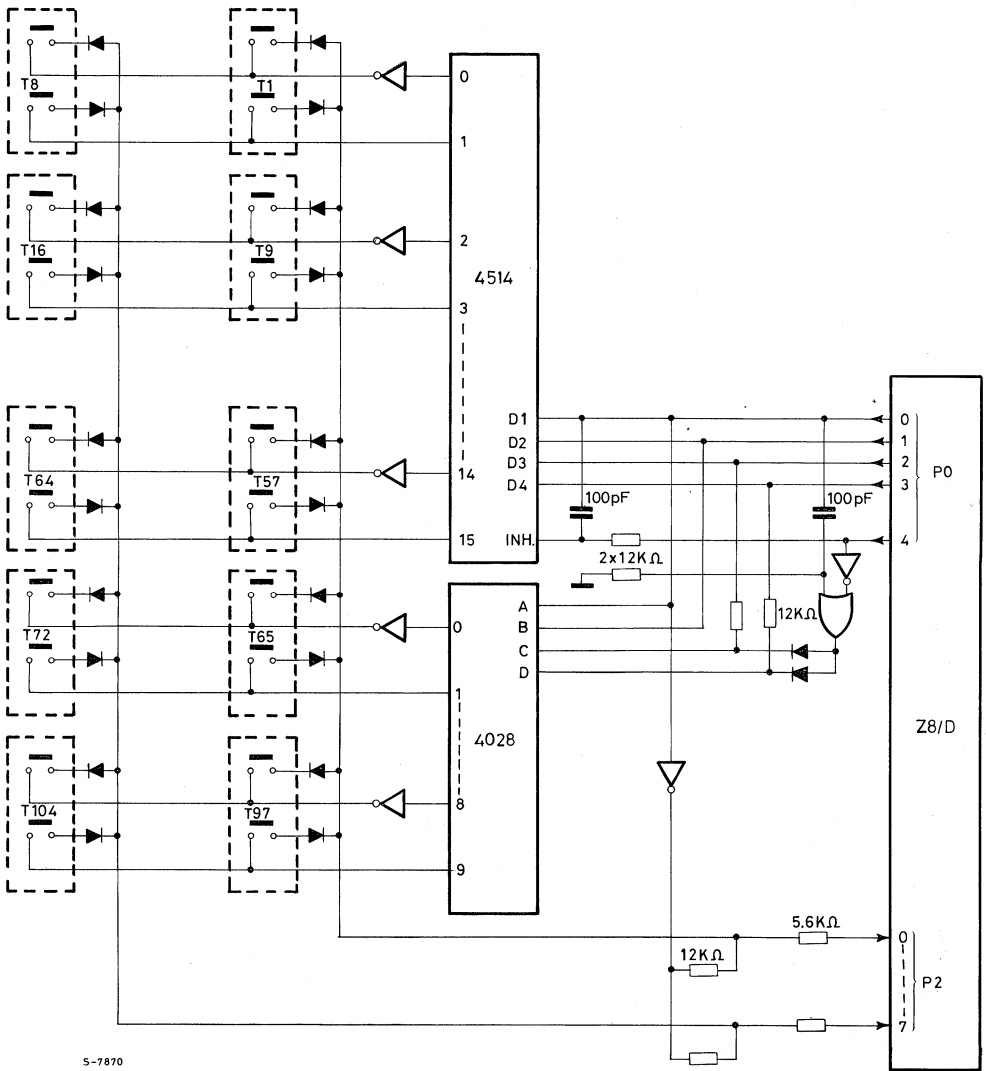 T8
T1
0
1
T16
T9
2
3
4514
T64
T57
14
15
D1
D2
D3
D4
INH.
100pF
100pF
2x12KΩ
12KΩ
0
1
2
3
4
P0
T72
T65
0
1
A
B
C
D
4028
Z8/D
T104
T97
8
9
5.6KΩ
12KΩ
0
7
P2
S-7870